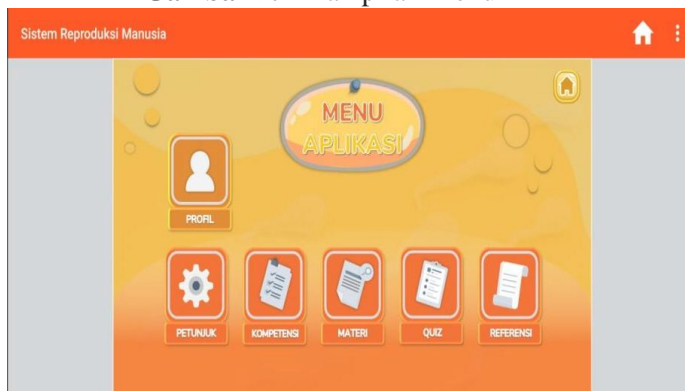 Sistem Reproduksi Manusia
MENU
APLIKASI
PROFIL
PETUNJUK
KOMPETENSI
MATERI
QUIZ
REFERENSI